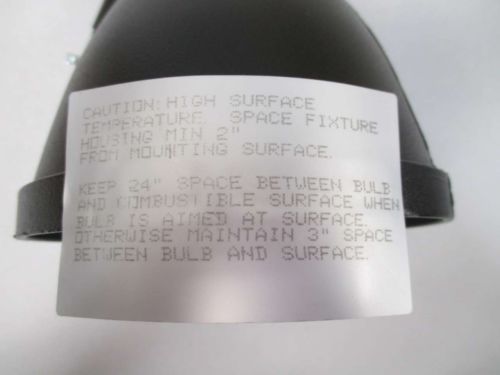 CAUTION: HIGH SURFACE
TEMPERATURE. SPACE FIXTURE
HOUSING MIN 2"
FROM MOUNTING SURFACE.
KEEP 24" SPACE BETWEEN BULB
AND COMBUSTIBLE SURFACE WHEN
BULB IS AIMED AT SURFACE.
OTHERWISE MAINTAIN 3" SPACE
BETWEEN BULB AND SURFACE.